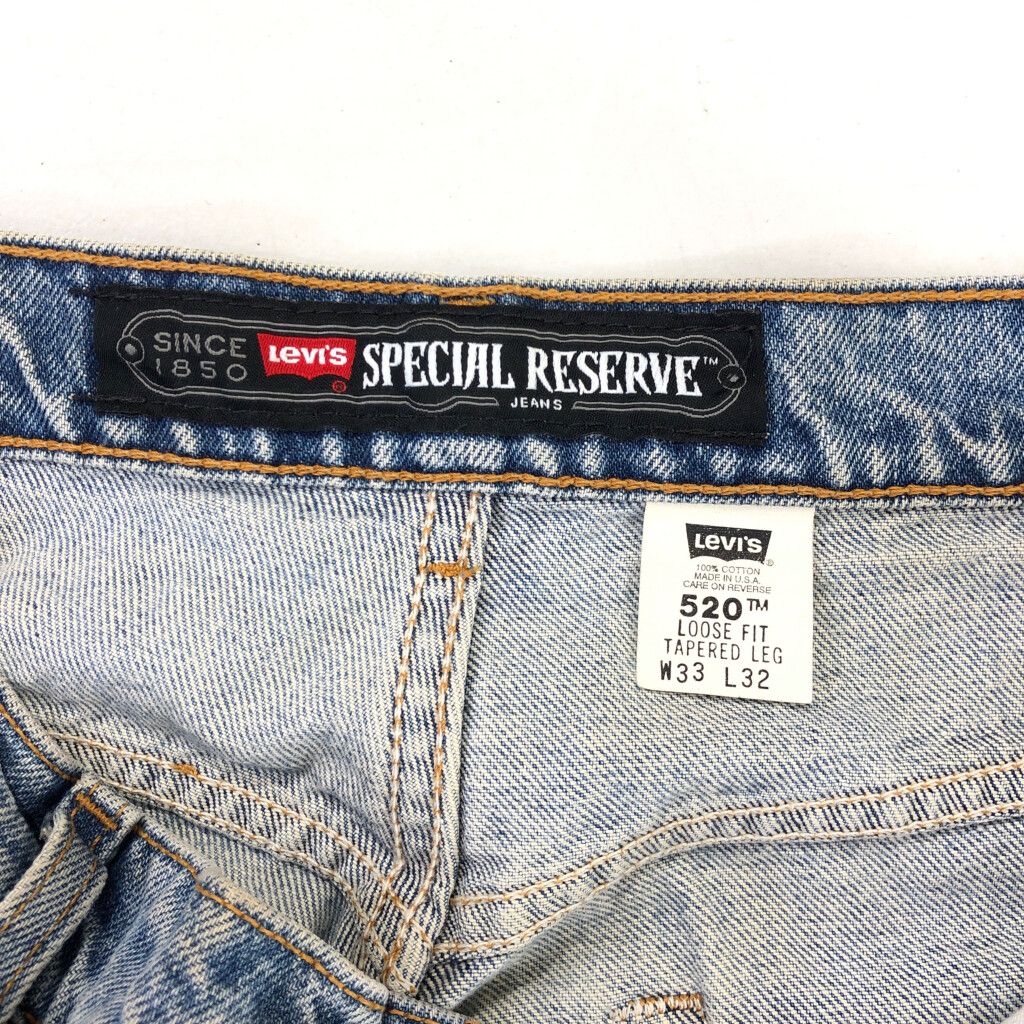 SINCE 1850 Levi's ® SPECIAL RESERVE™
JEANS
Levi's ®
100% COTTON
MADE IN U.S.A.
CARE ON REVERSE
520™
LOOSE FIT
TAPERED LEG
W33 L32